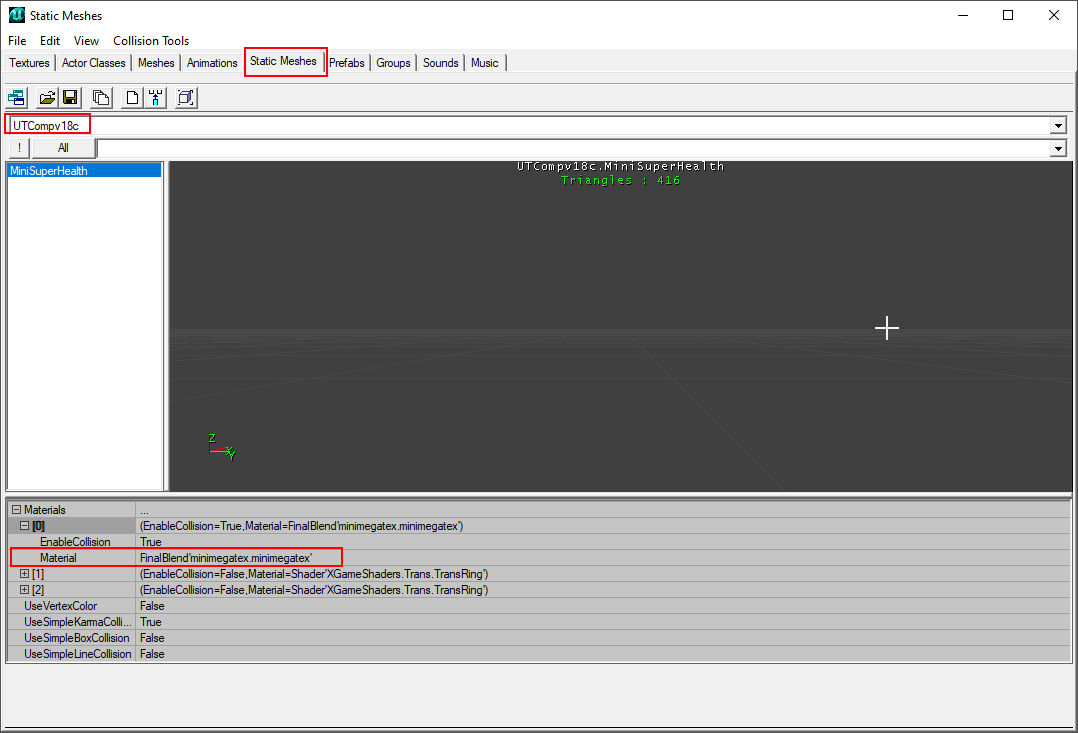 Static Meshes
File Edit View Collision Tools
Textures Actor Classes Meshes Animations Static Meshes Prefabs Groups Sounds Music
UTCompv18c
! All
MiniSuperHealth
UTCompv18c.MiniSuperHealth
Triangles : 416
Z
X
Y
Materials ...
[0] (EnableCollision=True,Material=FinalBlend'minimegatex.minimegatex')
EnableCollision True
Material FinalBlend'minimegatex.minimegatex'
[1] (EnableCollision=False,Material=Shader'XGameShaders.Trans.TransRing')
[2] (EnableCollision=False,Material=Shader'XGameShaders.Trans.TransRing')
UseVertexColor False
UseSimpleKarmaColli... True
UseSimpleBoxCollision False
UseSimpleLineCollision False